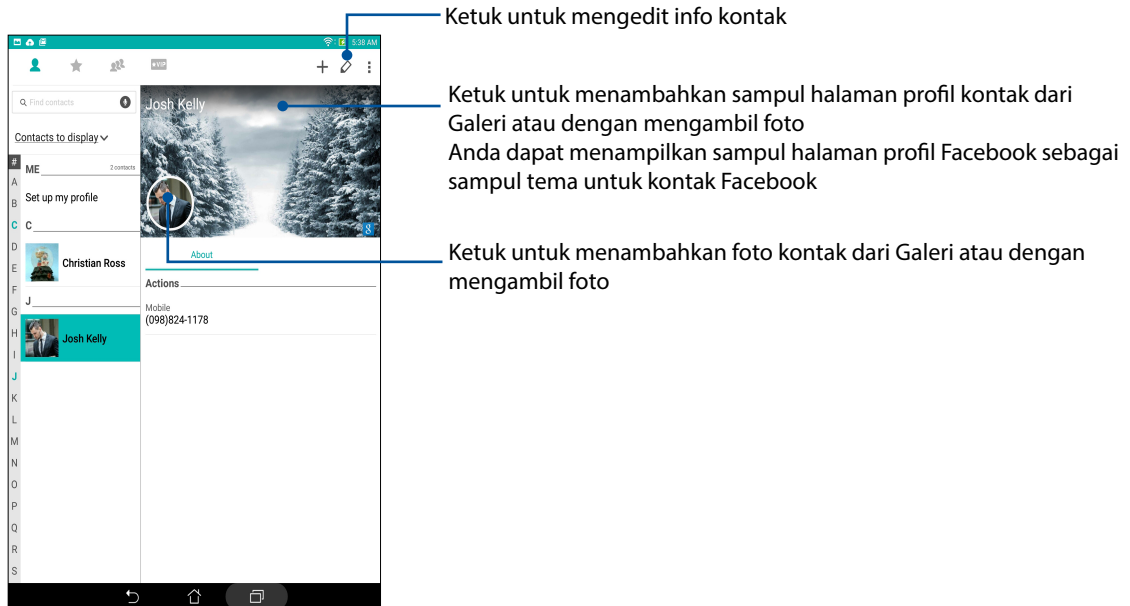 Ketuk untuk mengedit info kontak
5:38 AM
VIP
Find contacts
Josh Kelly
Ketuk untuk menambahkan sampul halaman profil kontak dari
Galeri atau dengan mengambil foto
Anda dapat menampilkan sampul halaman profil Facebook sebagai
sampul tema untuk kontak Facebook
Contacts to display
#
ME 2 contacts
A
Set up my profile
B
C C
8
D
About
Ketuk untuk menambahkan foto kontak dari Galeri atau dengan
mengambil foto
Christian Ross
E
Actions
F
J
G
Mobile
(098)824-1178
H
Josh Kelly
I
J
K
L
M
N
O
P
Q
R
S